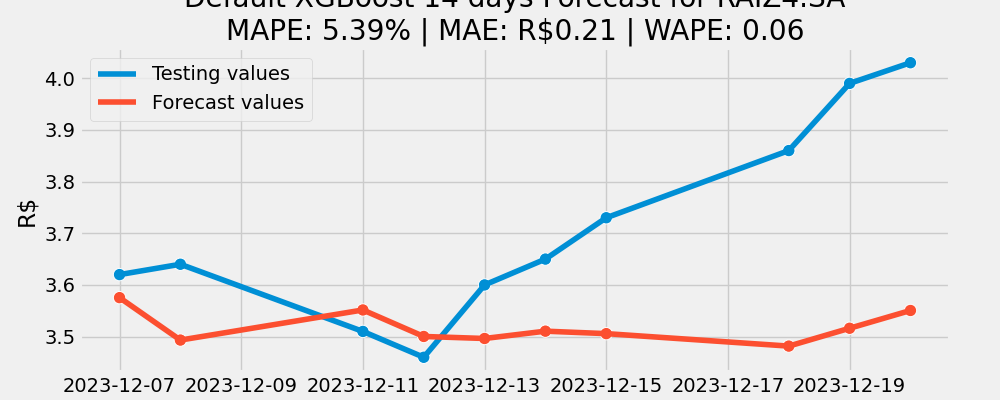 Default XGBoost 14 days Forecast for RAIZ4.SA
MAPE: 5.39% | MAE: R$0.21 | WAPE: 0.06
Testing values
Forecast values
R$
4.0
3.9
3.8
3.7
3.6
3.5
2023-12-07 2023-12-09 2023-12-11 2023-12-13 2023-12-15 2023-12-17 2023-12-19